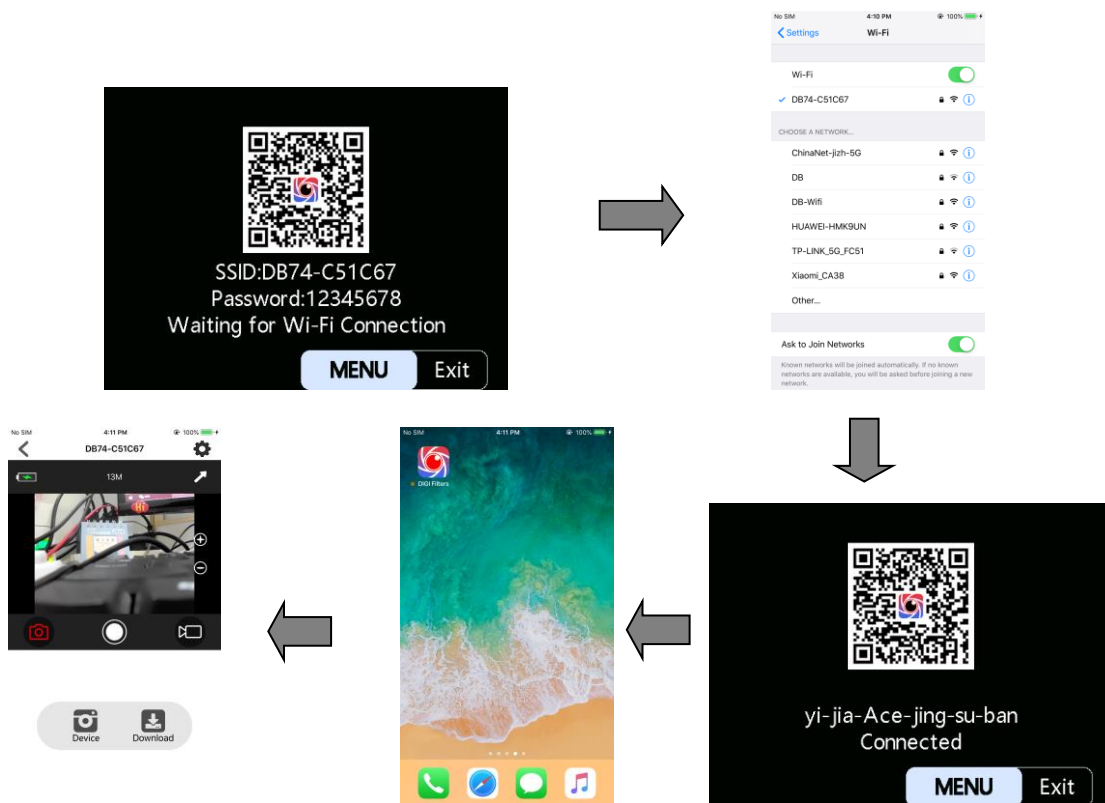 SSID:DB74-C51C67
Password:12345678
Waiting for Wi-Fi Connection
MENU Exit
No SIM 4:10 PM 100%
Settings Wi-Fi
Wi-Fi
DB74-C51C67
CHOOSE A NETWORK...
ChinaNet-jizh-5G
DB
DB-Wifi
HUAWEI-HMK9UN
TP-LINK_5G_FC51
Xiaomi_CA38
Other...
Ask to Join Networks
Known networks will be joined automatically. If no known
networks are available, you will be asked before joining a new
network.
yi-jia-Ace-jing-su-ban
Connected
MENU Exit
No SIM 4:11 PM 100%
DIGI Filters
No SIM 4:11 PM 100%
DB74-C51C67
13M
Hi
Device Download